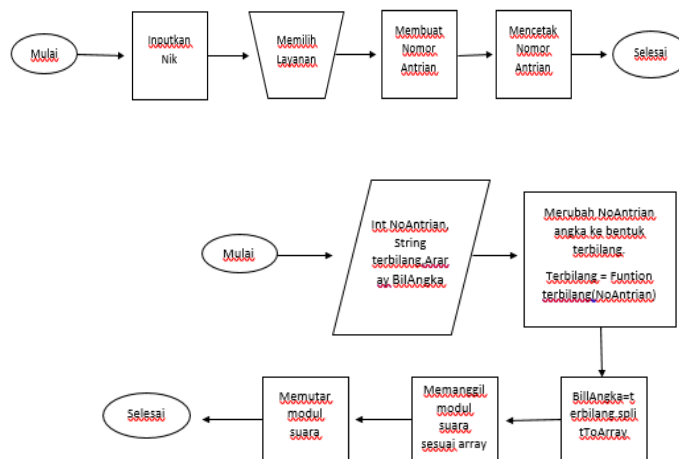 Mulai
Inputkan
Nik
Memilih
Layanan
Membuat
Nomor
Antrian
Mencetak
Nomor
Antrian
Selesai
Mulai
Int NoAntrian,
String
terbilang,Arar
ay BilAngka
Merubah NoAntrian
angka ke bentuk
terbilang.
Terbilang = Funtion
terbilang(NoAntrian)
BillAngka=t
erbilang.spli
tToArray
Memanggil
modul
suara
sesuai array
Memutar
modul
suara
Selesai